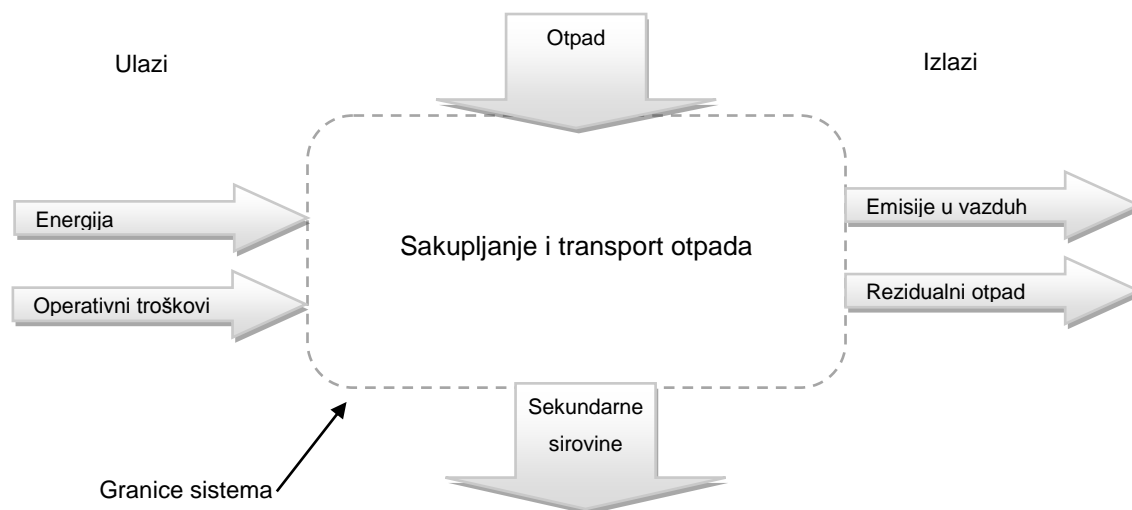 Otpad
Ulazi
Izlazi
Energija
Emisije u vazduh
Sakupljanje i transport otpada
Operativni troškovi
Rezidualni otpad
Sekundarne
sirovine
Granice sistema